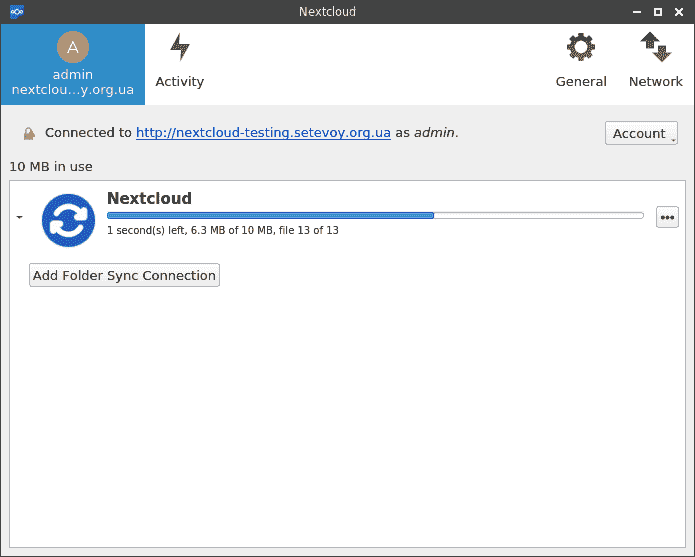 Nextcloud
A
admin
nextclou...y.org.ua
Activity
General
Network
Connected to http://nextcloud-testing.setevoy.org.ua as admin.
Account
10 MB in use
Nextcloud
1 second(s) left, 6.3 MB of 10 MB, file 13 of 13
Add Folder Sync Connection